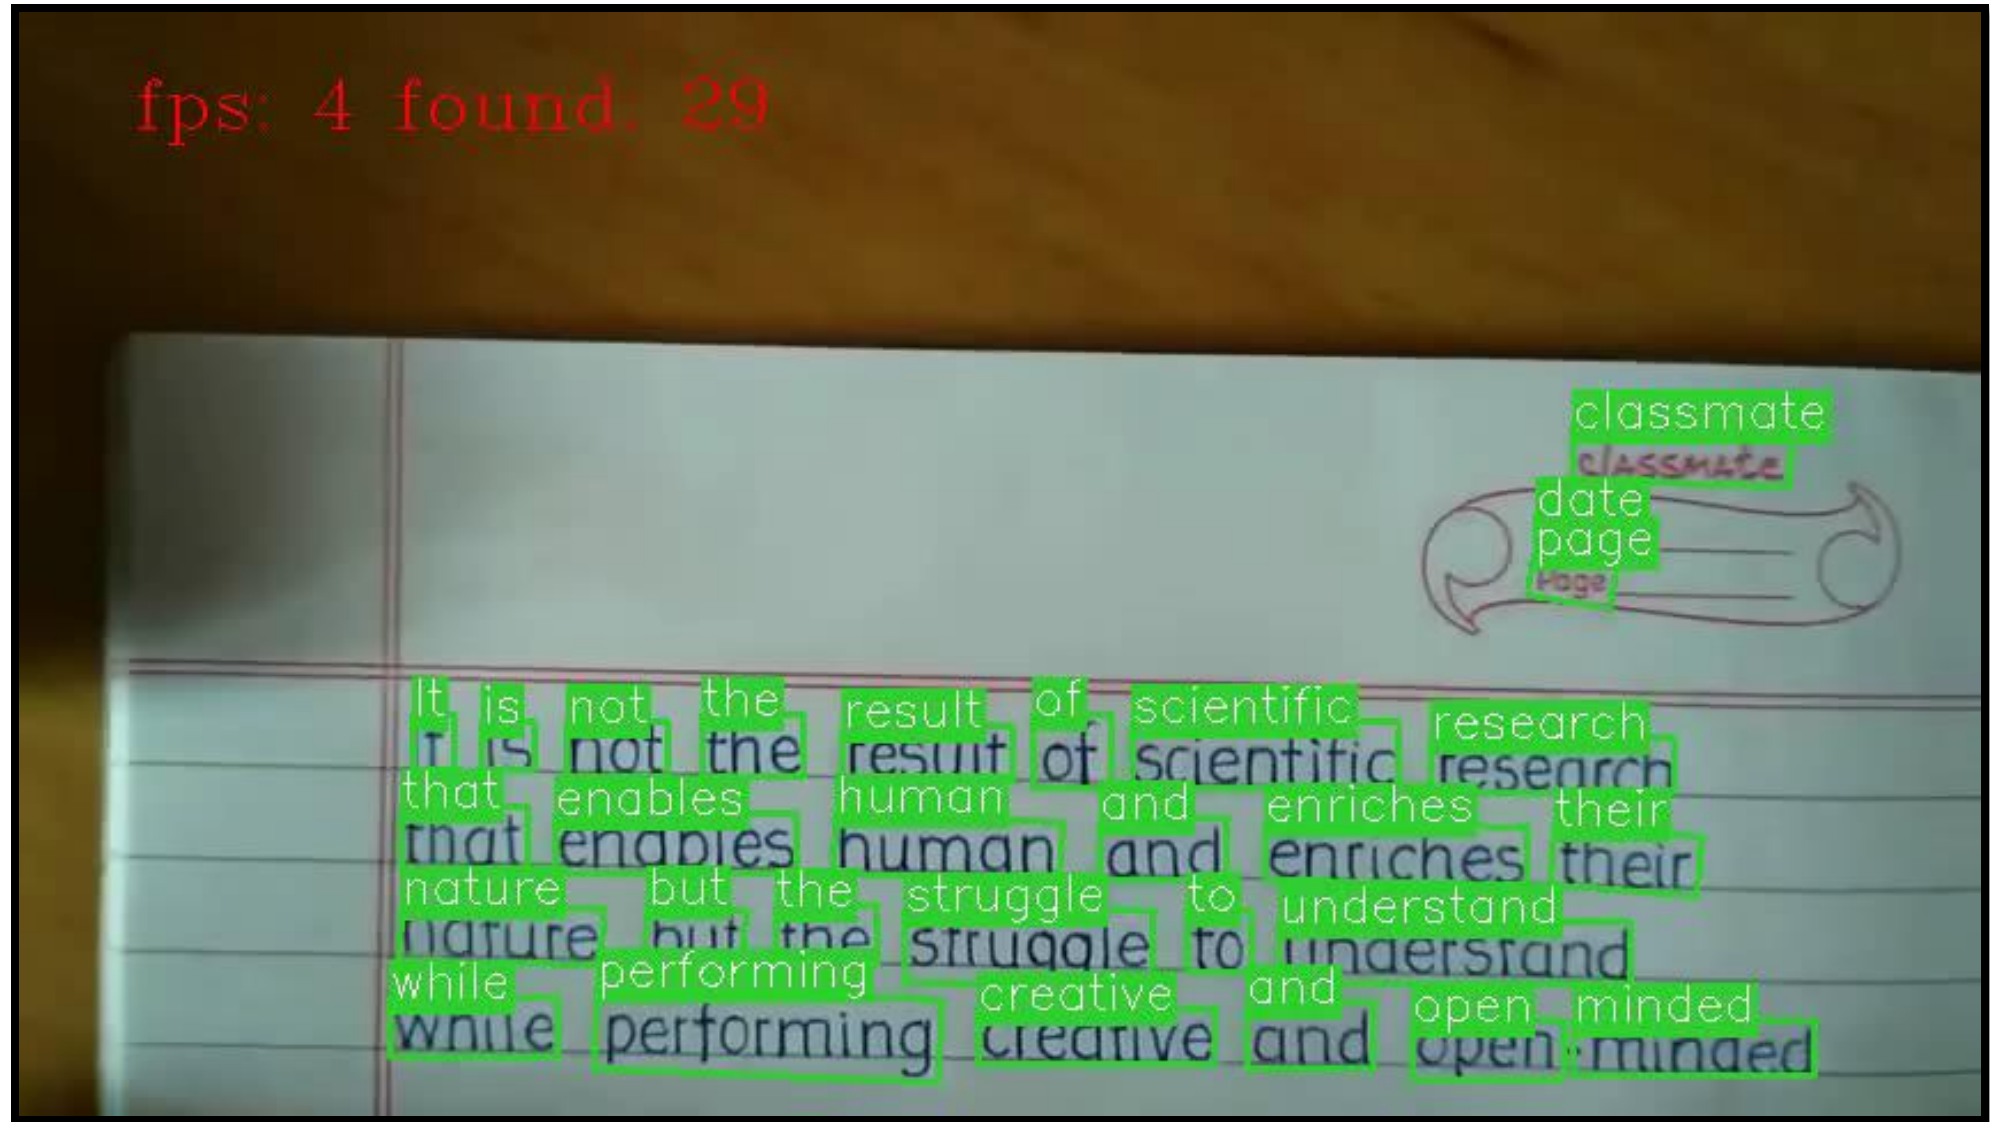 fps: 4 found: 29
classmate
classmate
date
page
Page
It is not the result of scientific research
It is not the result of scientific research
that enables human and enriches their
that enables human and enriches their
nature but the struggle to understand
nature but the struggle to understand
while performing creative and open minded
while performing creative and open-minded